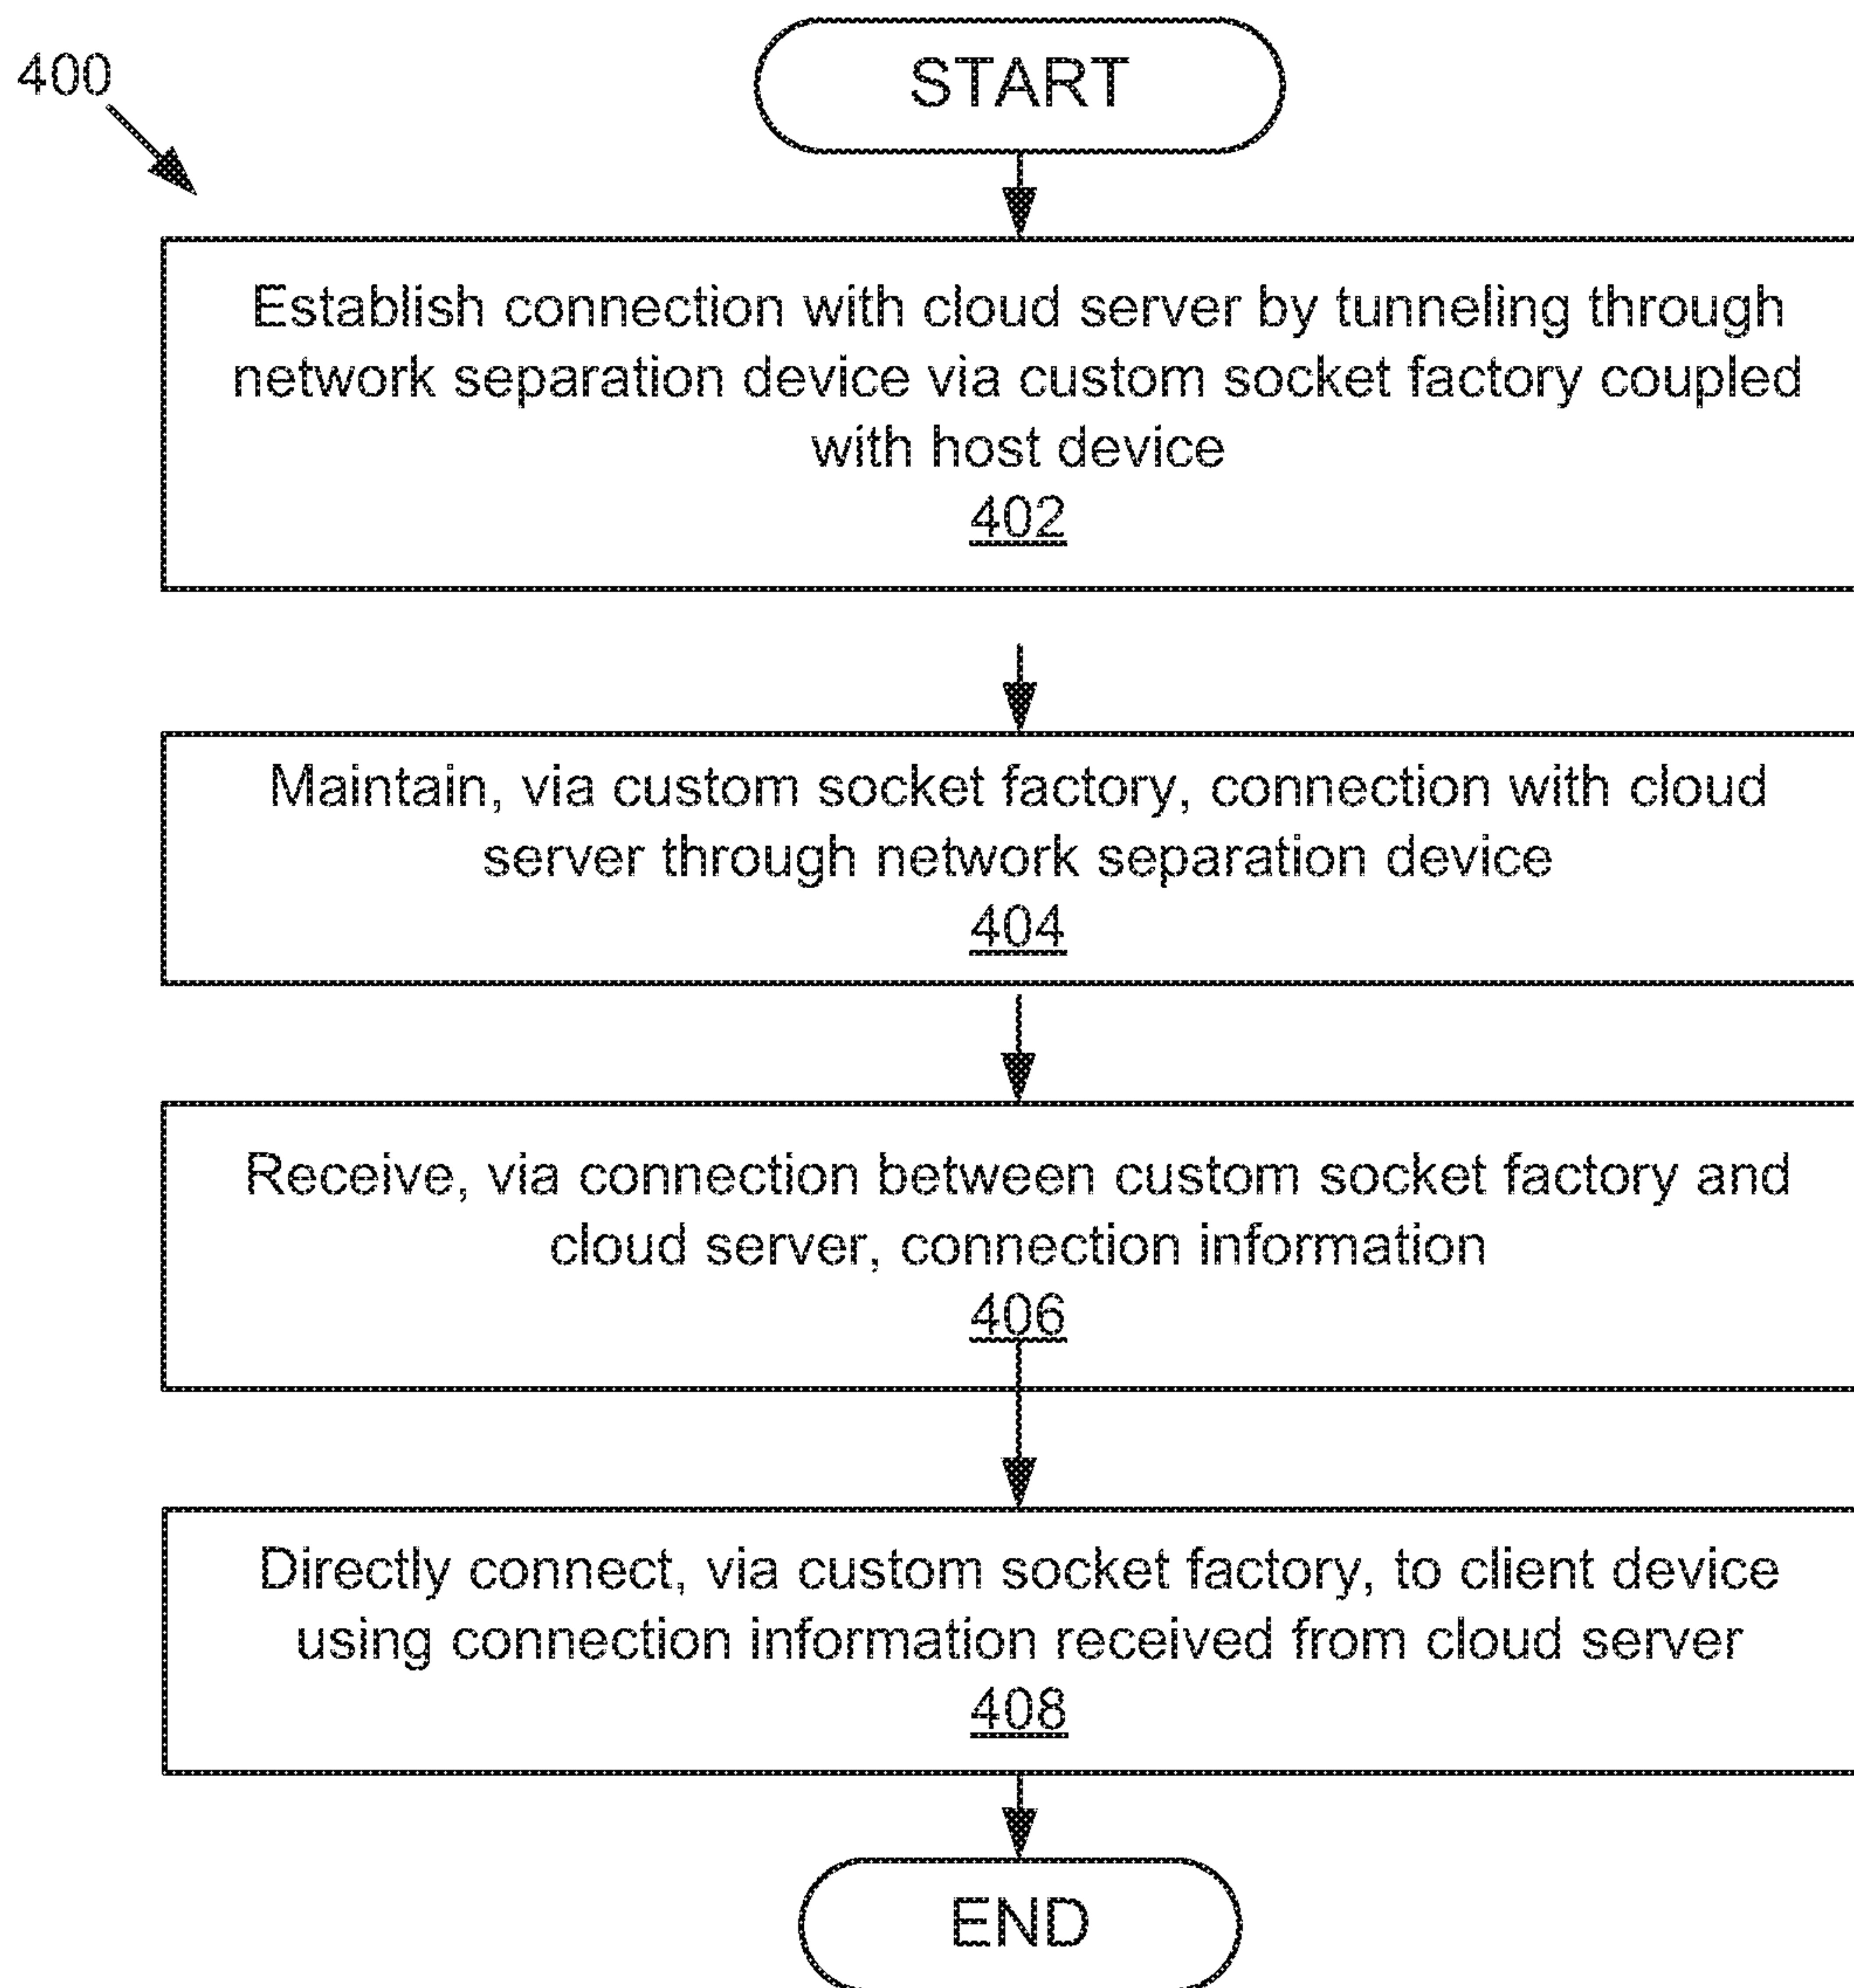 400
START
Establish connection with cloud server by tunneling through
network separation device via custom socket factory coupled
with host device
402
Maintain, via custom socket factory, connection with cloud
server through network separation device
404
Receive, via connection between custom socket factory and
cloud server, connection information
406
Directly connect, via custom socket factory, to client device
using connection information received from cloud server
408
END